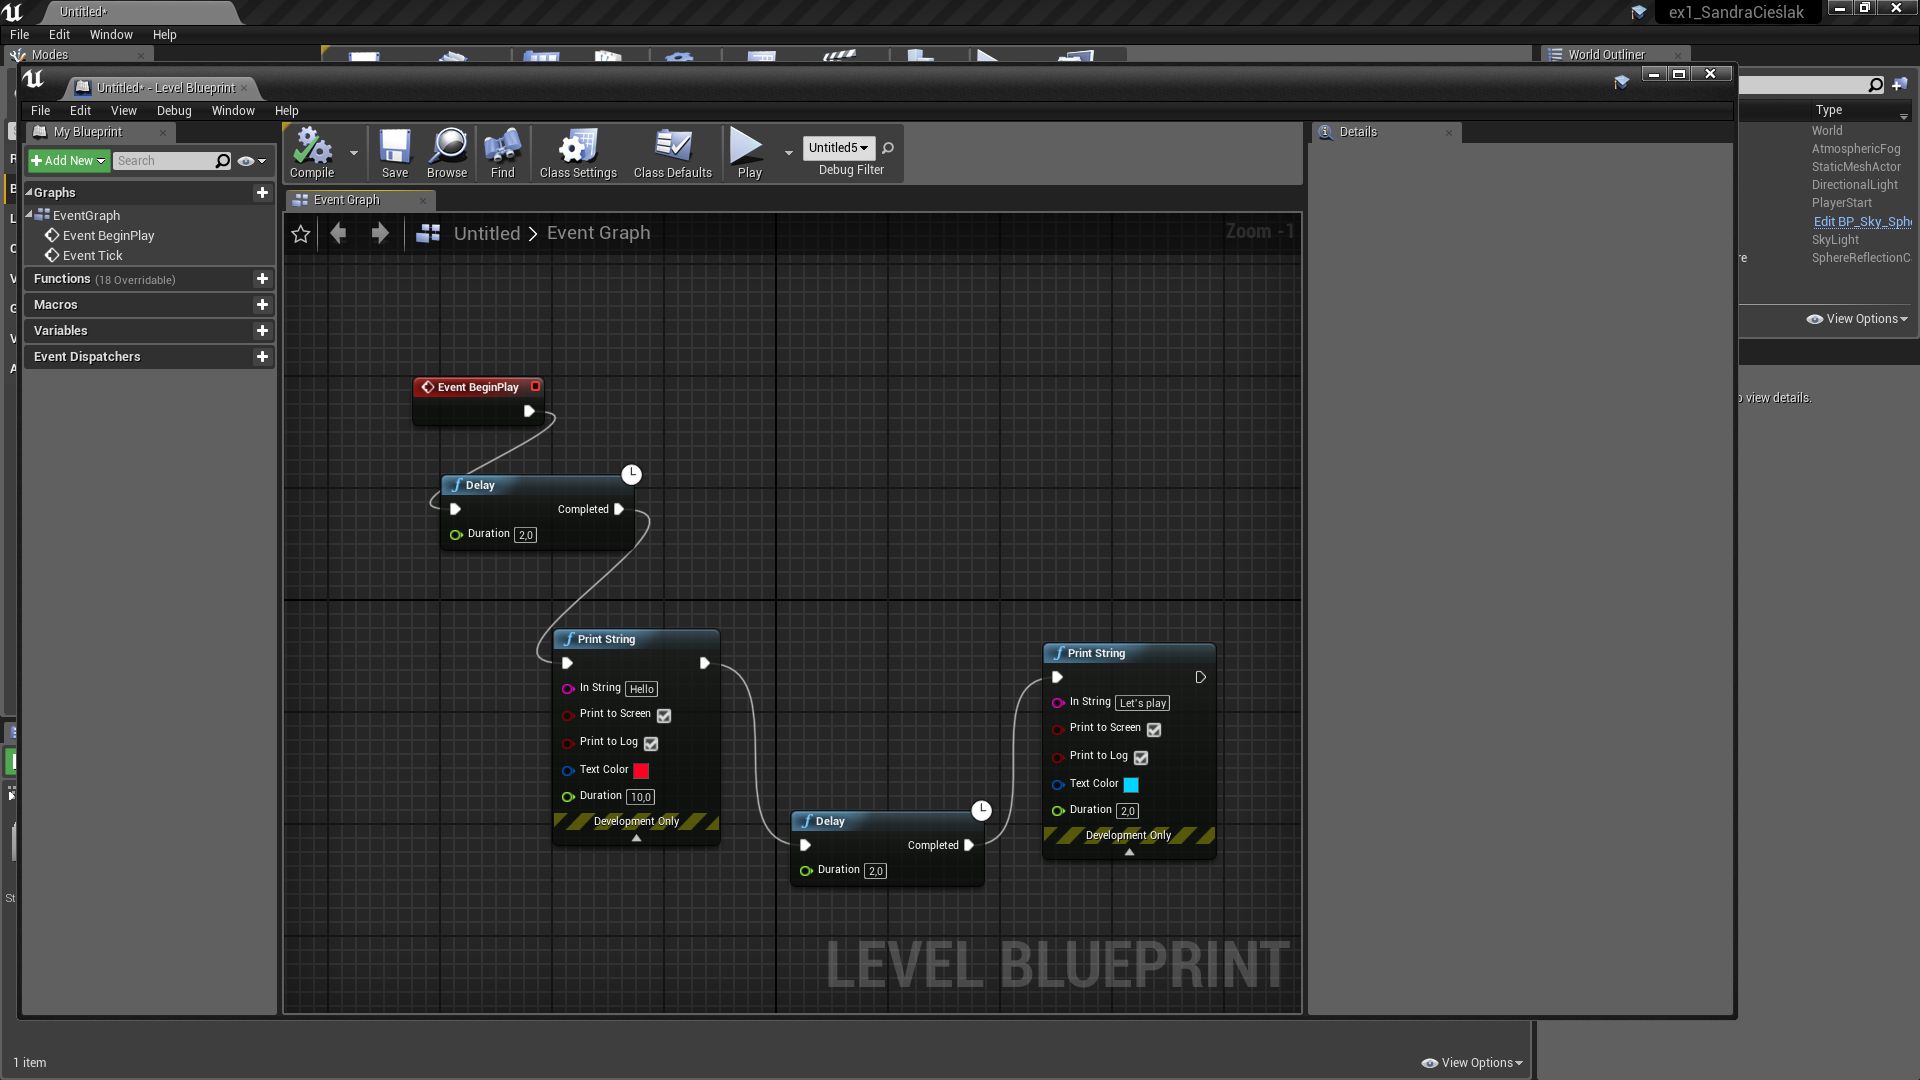 Untitled*
ex1_SandraCieślak
File Edit Window Help
Modes
World Outliner
Untitled* - Level Blueprint
File Edit View Debug Window Help
My Blueprint
Add New
Search
Graphs
EventGraph
Event BeginPlay
Event Tick
Functions (18 Overridable)
Macros
Variables
Event Dispatchers
Compile
Save
Browse
Find
Class Settings
Class Defaults
Play
Untitled5
Debug Filter
Event Graph
Untitled > Event Graph
Zoom -1
Event BeginPlay
Delay
Completed
Duration 2,0
Print String
In String Hello
Print to Screen
Print to Log
Text Color
Duration 10,0
Development Only
Delay
Completed
Duration 2,0
Print String
In String Let's play
Print to Screen
Print to Log
Text Color
Duration 2,0
Development Only
LEVEL BLUEPRINT
Details
Type
World
AtmosphericFog
StaticMeshActor
DirectionalLight
PlayerStart
Edit BP_Sky_Sphe
SkyLight
re SphereReflectionC
View Options
view details.
1 item
View Options